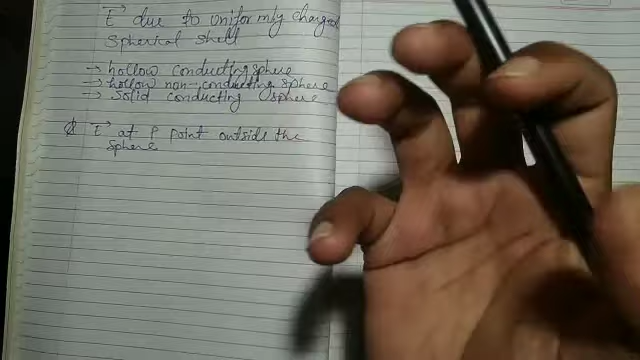 E due to uniformly charged
Spherical shell
→ hollow conducting sphere
→ hollow non-conducting sphere
→ Solid conducting sphere
E at P point outside the
sphere